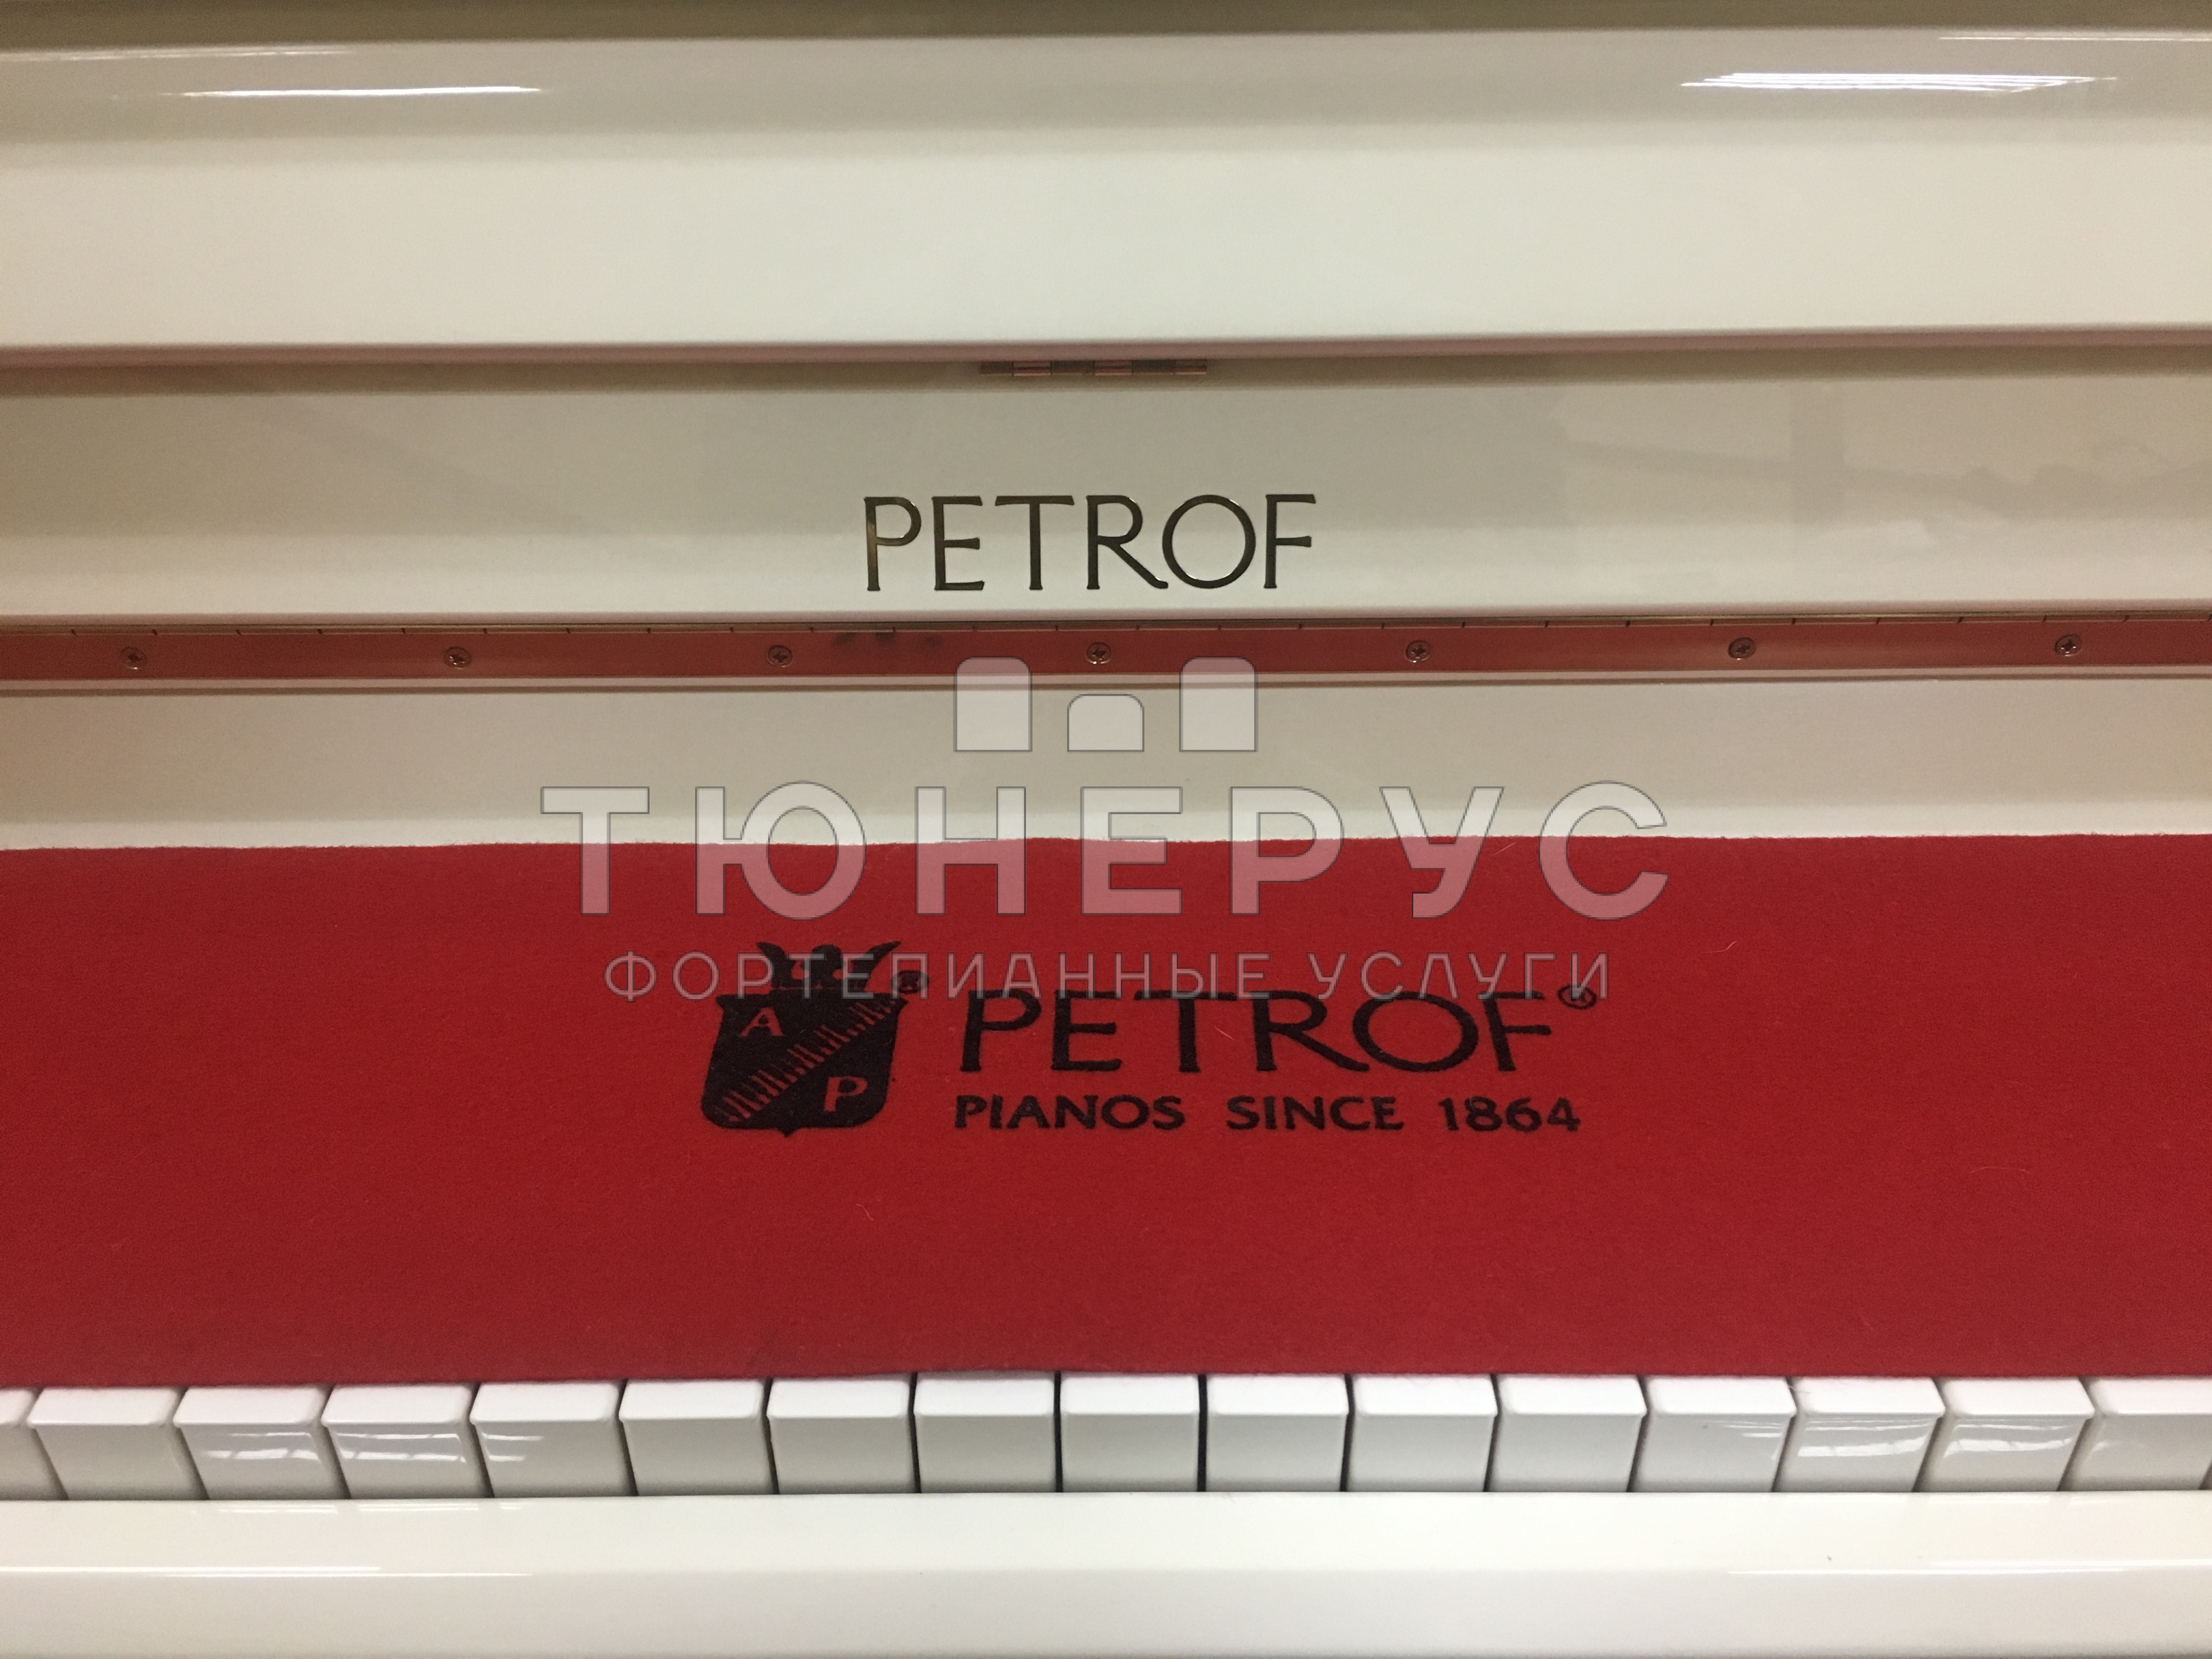 PETROF
ТЮНЕРУС
ФОРТЕПИАННЫЕ УСЛУГИ
A P ®
PETROF®
PIANOS SINCE 1864